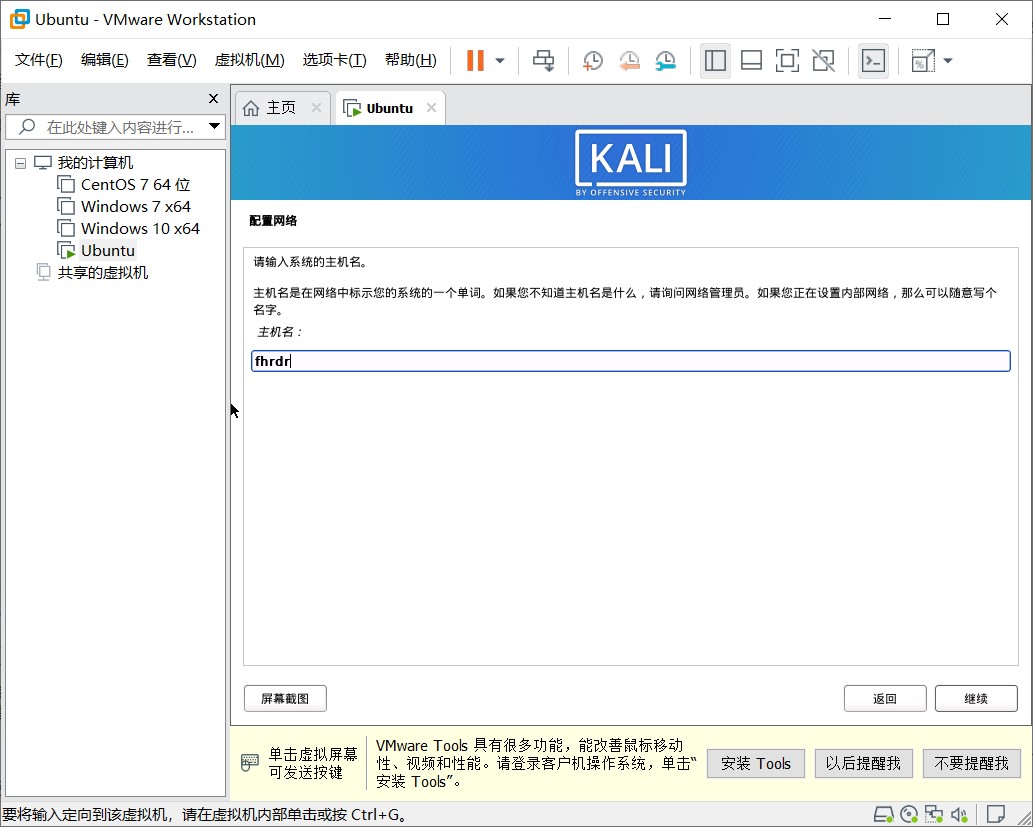 Ubuntu - VMware Workstation
文件(F) 编辑(E) 查看(V) 虚拟机(M) 选项卡(T) 帮助(H)
库
在此处键入内容进行...
我的计算机
CentOS 7 64 位
Windows 7 x64
Windows 10 x64
Ubuntu
共享的虚拟机
主页 Ubuntu
KALI
BY OFFENSIVE SECURITY
配置网络
请输入系统的主机名。
主机名是在网络中标示您的系统的一个单词。如果您不知道主机名是什么，请询问网络管理员。如果您正在设置内部网络，那么可以随意写个
名字。
主机名：
fhrdr
屏幕截图 返回 继续
单击虚拟屏幕
可发送按键
VMware Tools 具有很多功能，能改善鼠标移动
性、视频和性能。请登录客户机操作系统，单击“
安装 Tools”。
安装 Tools 以后提醒我 不要提醒我
要将输入定向到该虚拟机，请在虚拟机内部单击或按 Ctrl+G。